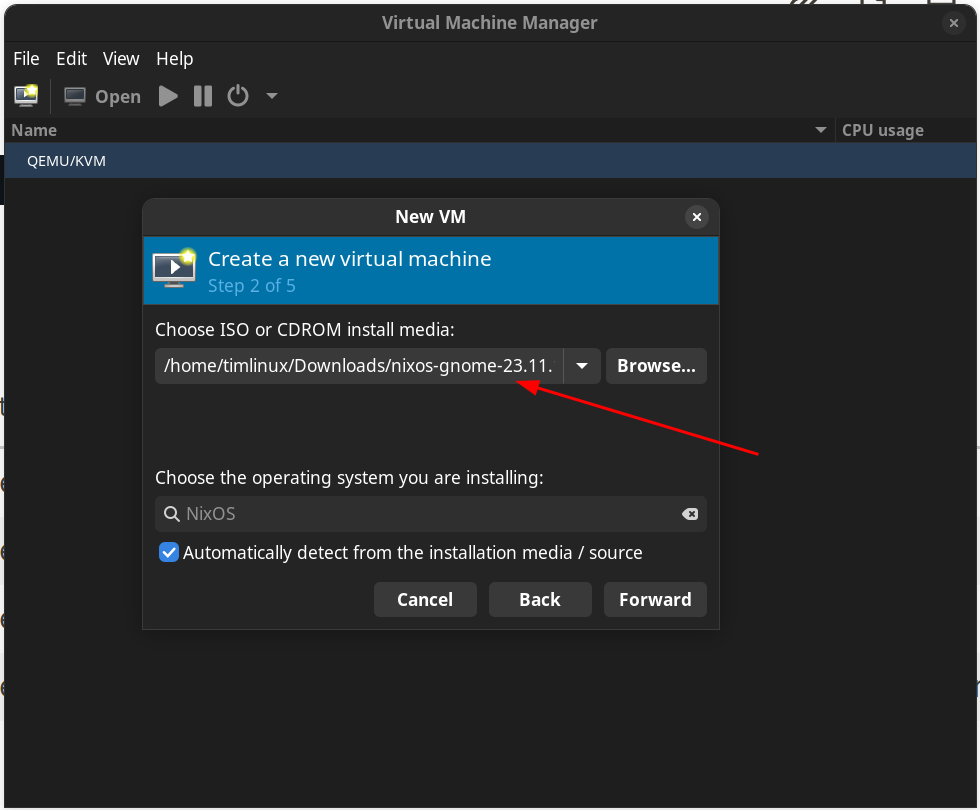 Virtual Machine Manager
File Edit View Help
Open
Name CPU usage
QEMU/KVM
New VM
Create a new virtual machine
Step 2 of 5
Choose ISO or CDROM install media:
/home/timlinux/Downloads/nixos-gnome-23.11. Browse...
Choose the operating system you are installing:
NixOS
Automatically detect from the installation media / source
Cancel Back Forward